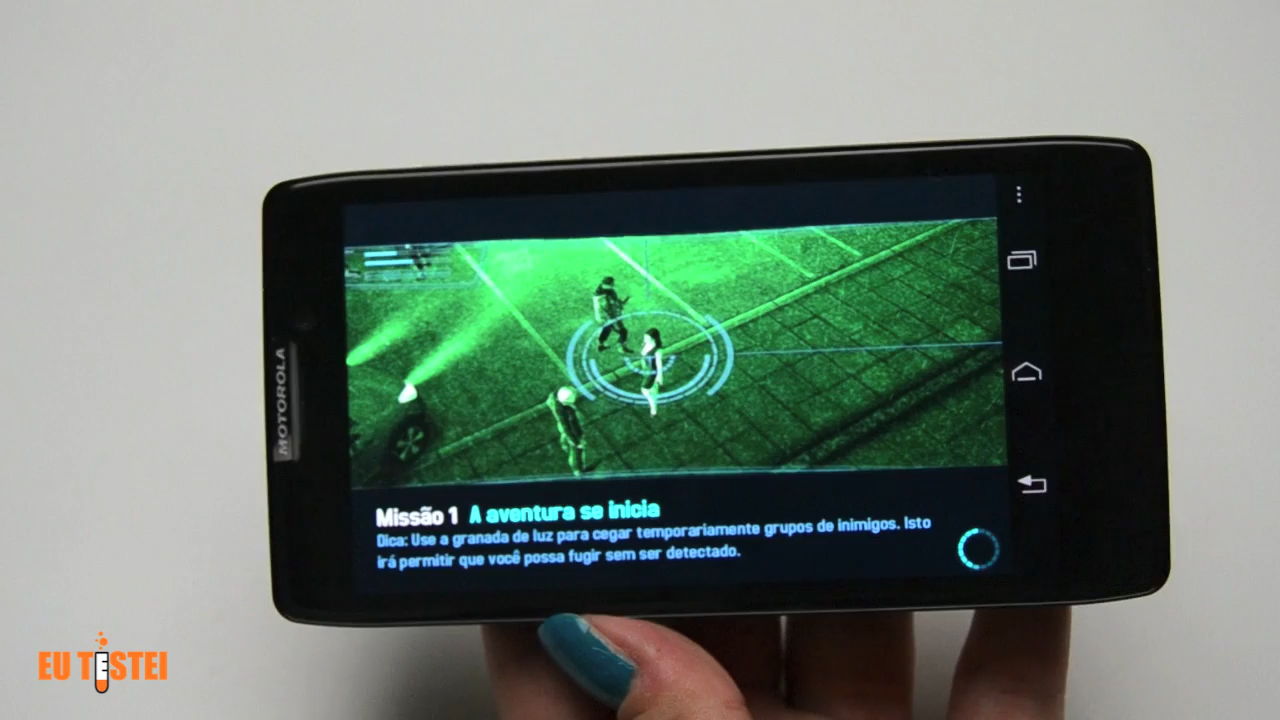 MOTOROLA
Missão 1 A aventura se inicia
Dica: Use a granada de luz para cegar temporariamente grupos de inimigos. Isto
irá permitir que você possa fugir sem ser detectado.
EU TESTEI